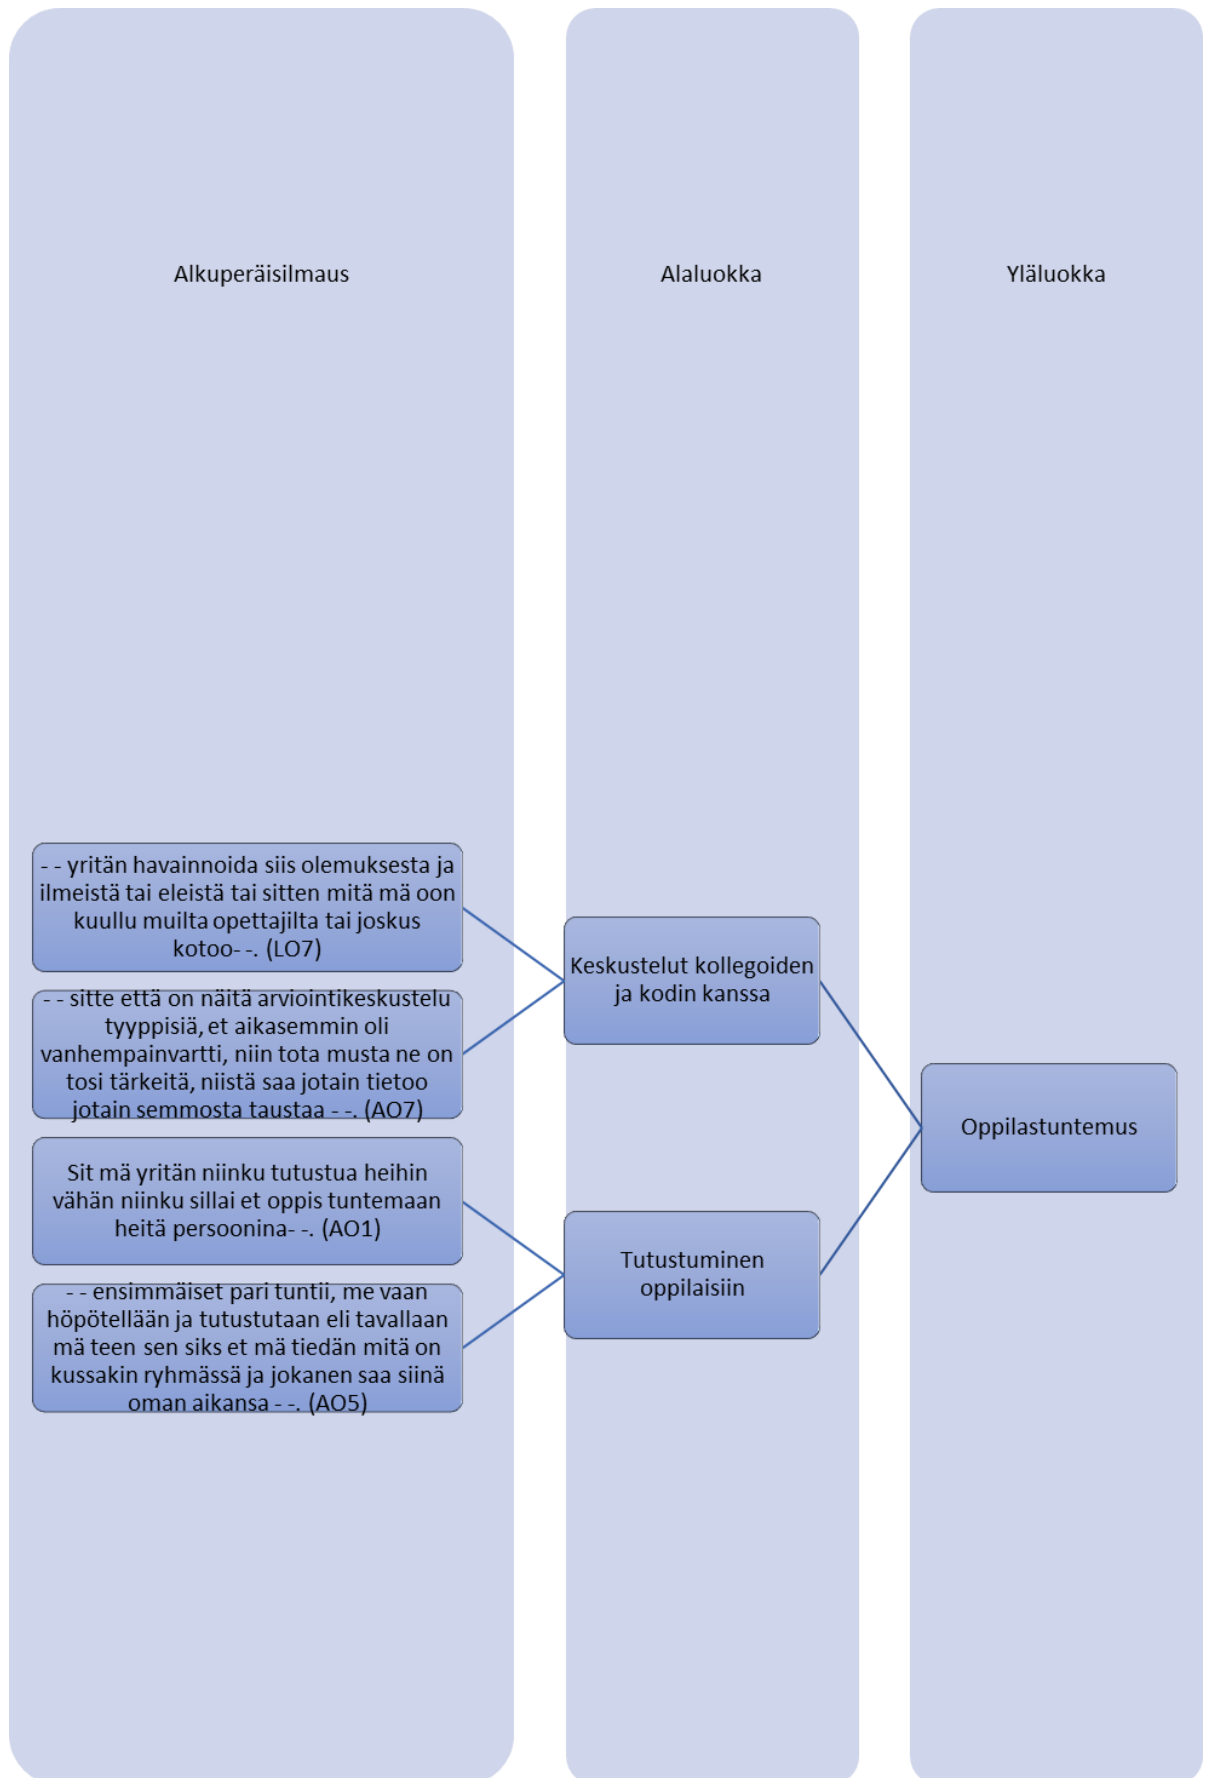 Alkuperäisilmaus
Alaluokka
Yläluokka
- - yritän havainnoida siis olemuksesta ja
ilmeistä tai eleistä tai sitten mitä mä oon
kuullu muilta opettajilta tai joskus
kotoo- -. (LO7)
- - sitte että on näitä arviointikeskustelu
tyyppisiä, et aikasemmin oli
vanhempainvartti, niin tota musta ne on
tosi tärkeitä, niistä saa jotain tietoo
jotain semmosta taustaa - -. (AO7)
Sit mä yritän niinku tutustua heihin
vähän niinku sillai et oppis tuntemaan
heitä persoonina- -. (AO1)
- - ensimmäiset pari tuntii, me vaan
höpötellään ja tutustutaan eli tavallaan
mä teen sen siks et mä tiedän mitä on
kussakin ryhmässä ja jokanen saa siinä
oman aikansa - -. (AO5)
Keskustelut kollegoiden
ja kodin kanssa
Tutustuminen
oppilaisiin
Oppilastuntemus